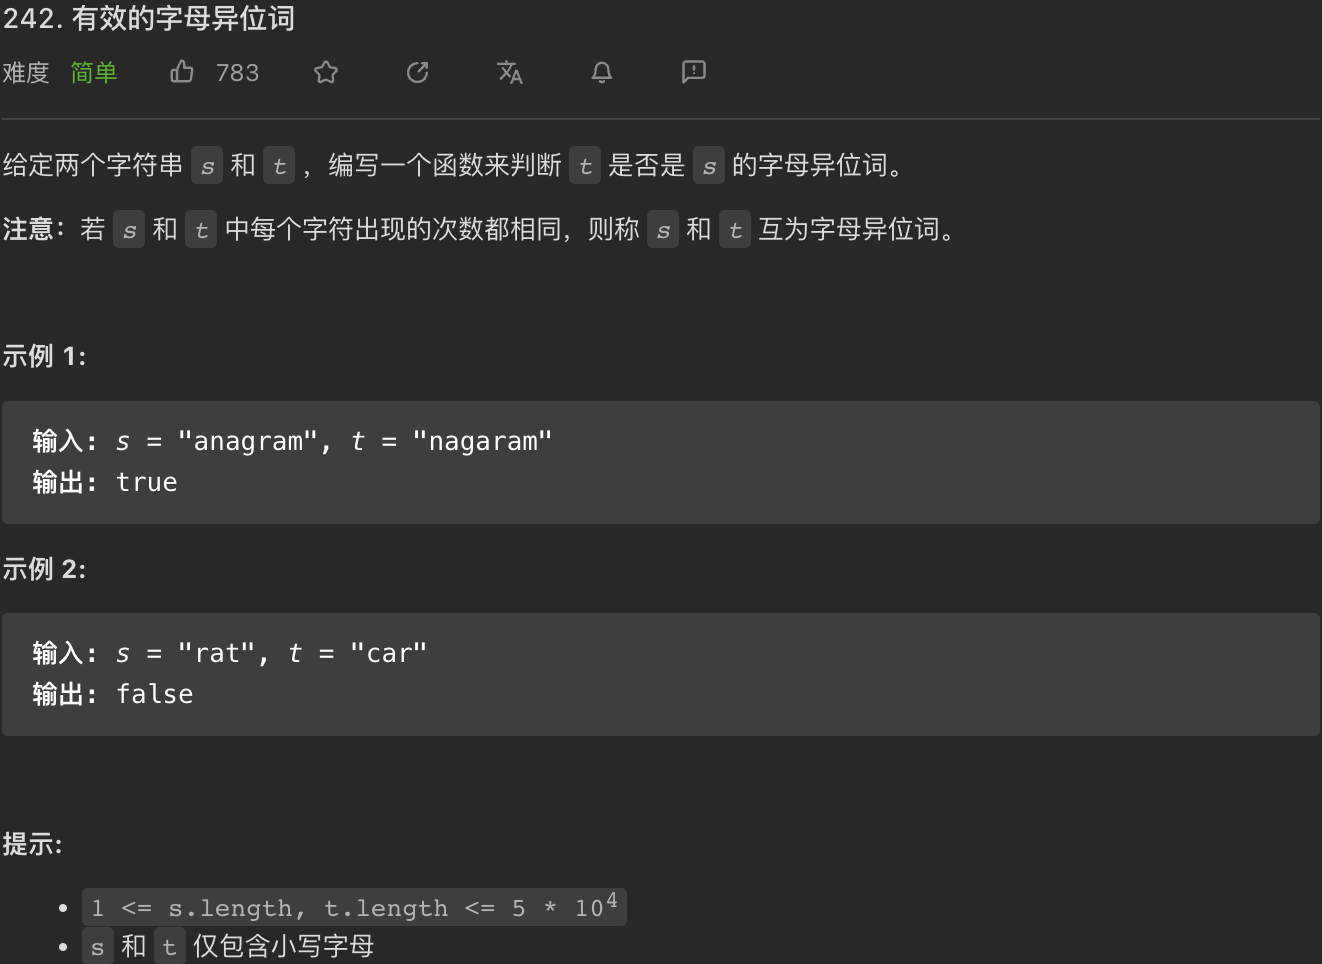 242. 有效的字母异位词
难度 简单 783
给定两个字符串 s 和 t ，编写一个函数来判断 t 是否是 s 的字母异位词。
注意：若 s 和 t 中每个字符出现的次数都相同，则称 s 和 t 互为字母异位词。
示例 1:
输入: s = "anagram", t = "nagaram"
输出: true
示例 2:
输入: s = "rat", t = "car"
输出: false
提示:
• 1 <= s.length, t.length <= 5 * 10⁴
• s 和 t 仅包含小写字母